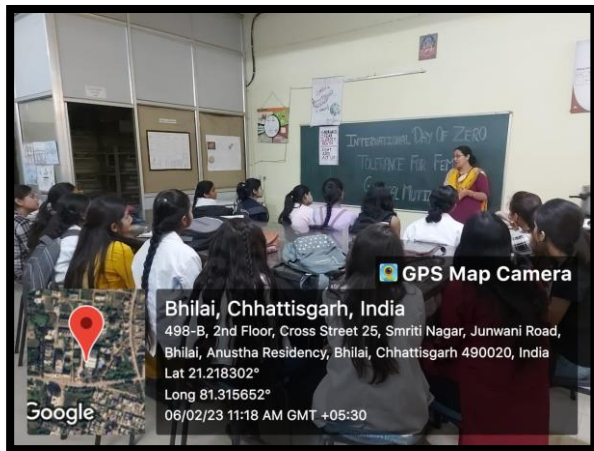 INTERNATIONAL DAY OF ZERO
TOLERANCE FOR FEM
MUTI
GPS Map Camera
Bhilai, Chhattisgarh, India
498-B, 2nd Floor, Cross Street 25, Smriti Nagar, Junwani Road,
Bhilai, Anustha Residency, Bhilai, Chhattisgarh 490020, India
Lat 21.218302°
Long 81.315652°
06/02/23 11:18 AM GMT +05:30
Google